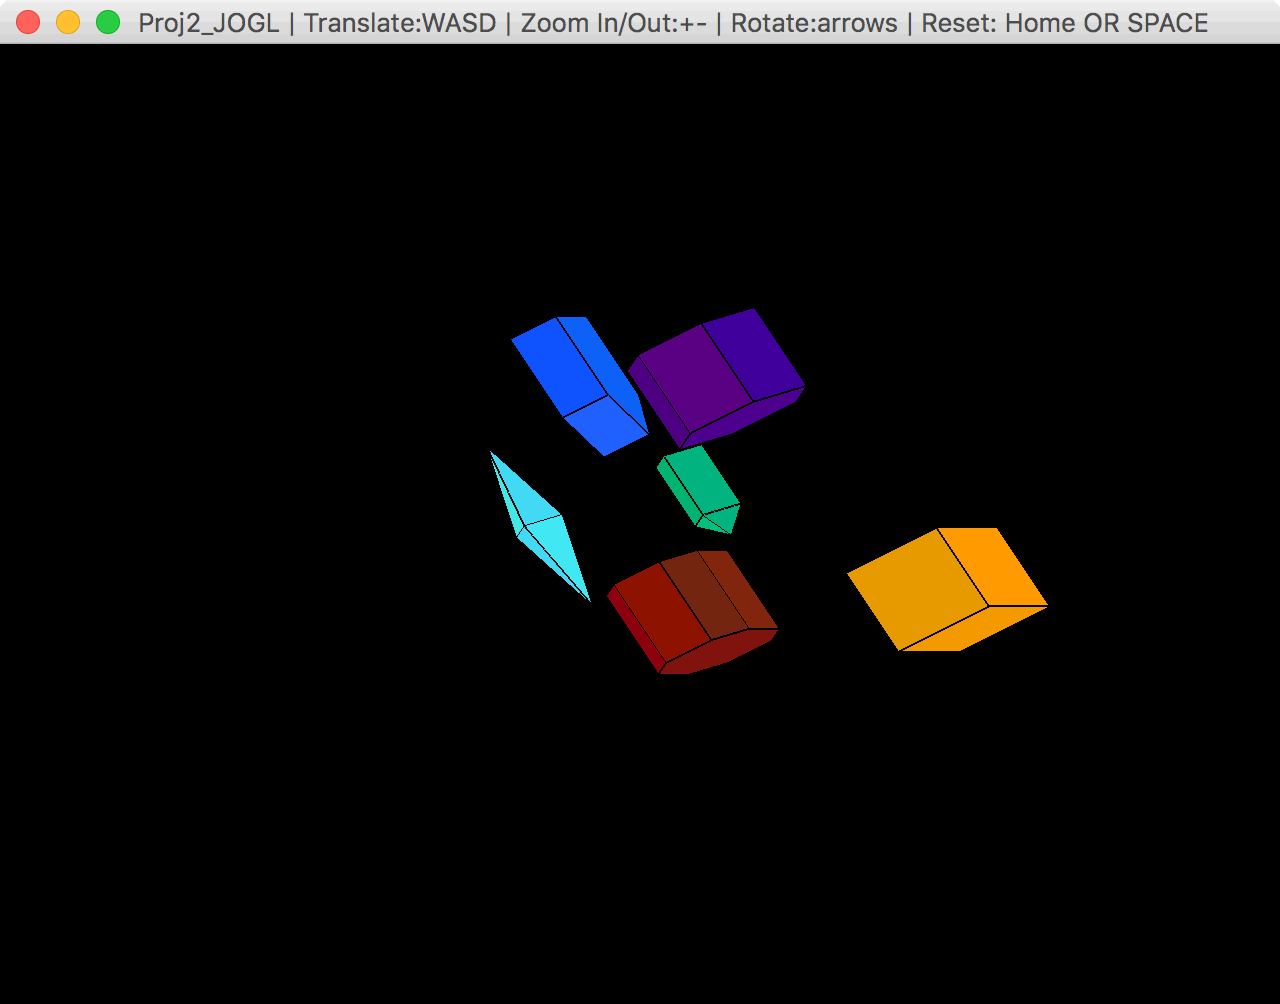 Proj2_JOGL | Translate:WASD | Zoom In/Out:+- | Rotate:arrows | Reset: Home OR SPACE